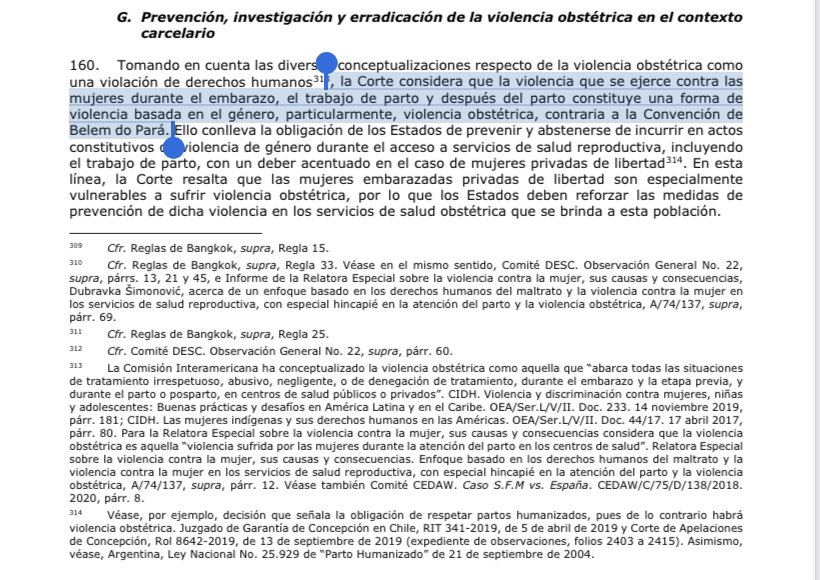 G. Prevención, investigación y erradicación de la violencia obstétrica en el contexto
carcelario
160. Tomando en cuenta las divers conceptualizaciones respecto de la violencia obstétrica como
una violación de derechos humanos³¹³, la Corte considera que la violencia que se ejerce contra las
mujeres durante el embarazo, el trabajo de parto y después del parto constituye una forma de
violencia basada en el género, particularmente, violencia obstétrica, contraria a la Convención de
Belem do Pará. Ello conlleva la obligación de los Estados de prevenir y abstenerse de incurrir en actos
constitutivos violencia de género durante el acceso a servicios de salud reproductiva, incluyendo
el trabajo de parto, con un deber acentuado en el caso de mujeres privadas de libertad³¹⁴. En esta
línea, la Corte resalta que las mujeres embarazadas privadas de libertad son especialmente
vulnerables a sufrir violencia obstétrica, por lo que los Estados deben reforzar las medidas de
prevención de dicha violencia en los servicios de salud obstétrica que se brinda a esta población.
³⁰⁹ Cfr. Reglas de Bangkok, supra, Regla 15.
³¹⁰ Cfr. Reglas de Bangkok, supra, Regla 33. Véase en el mismo sentido, Comité DESC. Observación General No. 22,
supra, párrs. 13, 21 y 45, e Informe de la Relatora Especial sobre la violencia contra la mujer, sus causas y consecuencias,
Dubravka Šimonović, acerca de un enfoque basado en los derechos humanos del maltrato y la violencia contra la mujer en
los servicios de salud reproductiva, con especial hincapié en la atención del parto y la violencia obstétrica, A/74/137, supra,
párr. 69.
³¹¹ Cfr. Reglas de Bangkok, supra, Regla 25.
³¹² Cfr. Comité DESC. Observación General No. 22, supra, párr. 60.
³¹³ La Comisión Interamericana ha conceptualizado la violencia obstétrica como aquella que “abarca todas las situaciones
de tratamiento irrespetuoso, abusivo, negligente, o de denegación de tratamiento, durante el embarazo y la etapa previa, y
durante el parto o posparto, en centros de salud públicos o privados”. CIDH. Violencia y discriminación contra mujeres, niñas
y adolescentes: Buenas prácticas y desafíos en América Latina y en el Caribe. OEA/Ser.L/V/II. Doc. 233. 14 noviembre 2019,
párr. 181; CIDH. Las mujeres indígenas y sus derechos humanos en las Américas. OEA/Ser.L/V/II. Doc. 44/17. 17 abril 2017,
párr. 80. Para la Relatora Especial sobre la violencia contra la mujer, sus causas y consecuencias considera que la violencia
obstétrica es aquella “violencia sufrida por las mujeres durante la atención del parto en los centros de salud”. Relatora Especial
sobre la violencia contra la mujer, sus causas y consecuencias. Enfoque basado en los derechos humanos del maltrato y la
violencia contra la mujer en los servicios de salud reproductiva, con especial hincapié en la atención del parto y la violencia
obstétrica, A/74/137, supra, párr. 12. Véase también Comité CEDAW. Caso S.F.M vs. España. CEDAW/C/75/D/138/2018.
2020, párr. 8.
³¹⁴ Véase, por ejemplo, decisión que señala la obligación de respetar partos humanizados, pues de lo contrario habrá
violencia obstétrica. Juzgado de Garantía de Concepción en Chile, RIT 341-2019, de 5 de abril de 2019 y Corte de Apelaciones
de Concepción, Rol 8642-2019, de 13 de septiembre de 2019 (expediente de observaciones, folios 2403 a 2415). Asimismo,
véase, Argentina, Ley Nacional No. 25.929 de “Parto Humanizado” de 21 de septiembre de 2004.